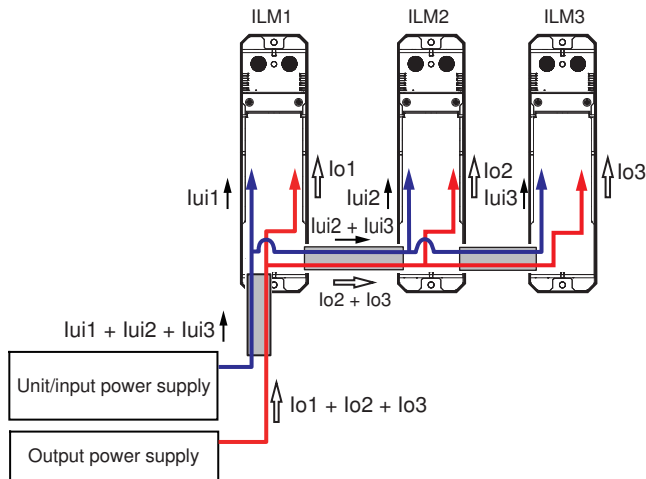 ILM1
ILM2
ILM3
Io1
Io2
Io3
Iui1
Iui2
Iui3
Iui2 + Iui3
Io2 + Io3
Iui1 + Iui2 + Iui3
Unit/input power supply
Io1 + Io2 + Io3
Output power supply